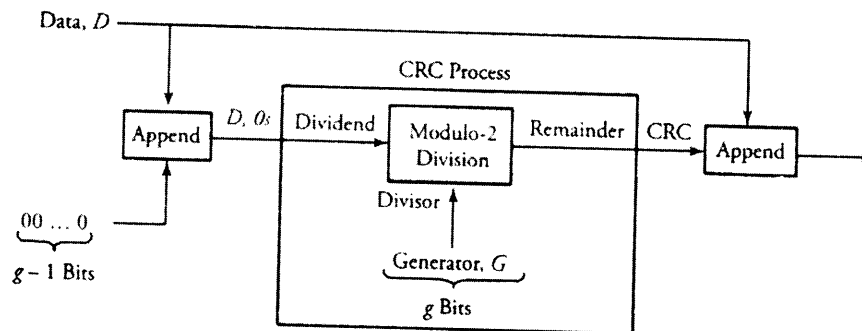 Data, D
CRC Process
Append
D, 0s
Dividend
Modulo-2
Division
Remainder
CRC
Append
Divisor
00 ... 0
g – 1 Bits
Generator, G
g Bits